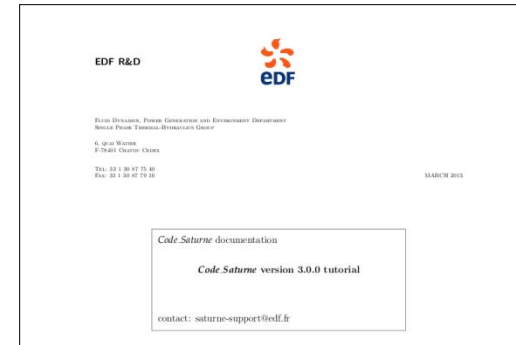 EDF R&D
edf
Fluid Dynamics, Power Generation and Environment Department
Single Phase Thermal-Hydraulics Group
6, quai Watier
F-78401 Chatou Cedex
Tel: 33 1 30 87 75 40
Fax: 33 1 30 87 79 16
MARCH 2013
Code_Saturne documentation
Code_Saturne version 3.0.0 tutorial
contact: saturne-support@edf.fr